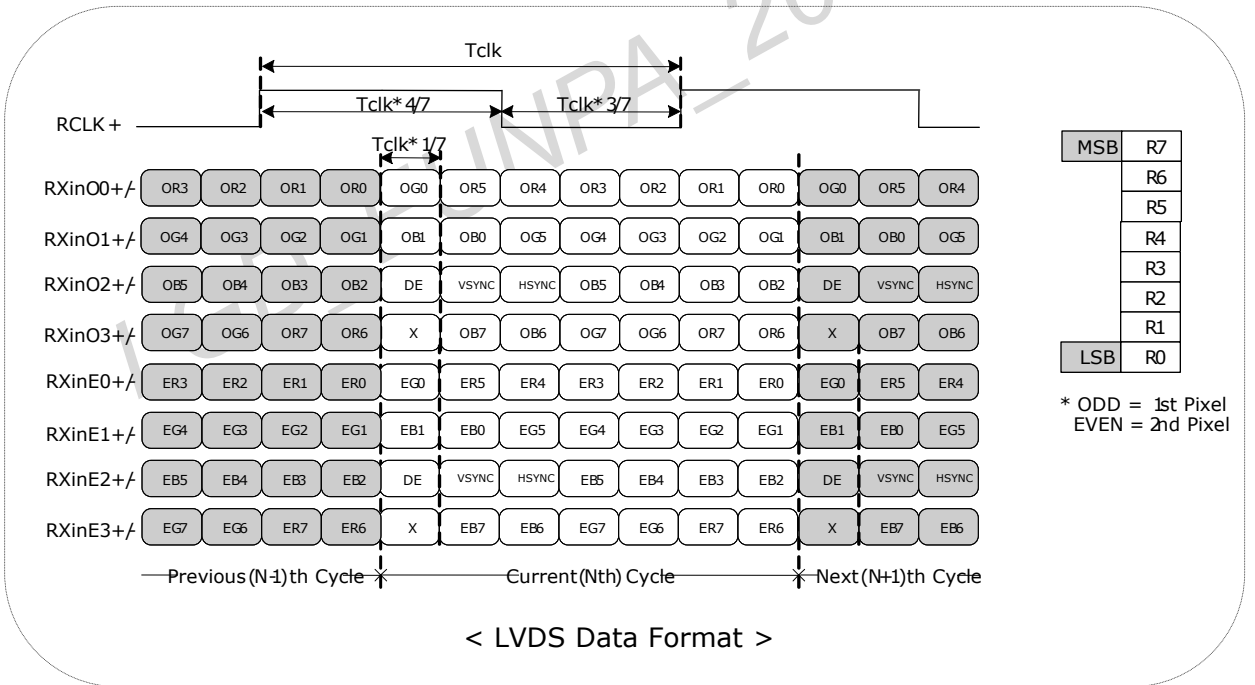 Tclk
Tclk* 4/7 Tclk* 3/7
RCLK +
Tclk* 1/7
MSB R7
R6
R5
R4
R3
R2
R1
LSB R0
RXinO0+/- OR3 OR2 OR1 OR0 OG0 OR5 OR4 OR3 OR2 OR1 OR0 OG0 OR5 OR4
RXinO1+/- OG4 OG3 OG2 OG1 OB1 OB0 OG5 OG4 OG3 OG2 OG1 OB1 OB0 OG5
RXinO2+/- OB5 OB4 OB3 OB2 DE VSYNC HSYNC OB5 OB4 OB3 OB2 DE VSYNC HSYNC
RXinO3+/- OG7 OG6 OR7 OR6 X OB7 OB6 OG7 OG6 OR7 OR6 X OB7 OB6
RXinE0+/- ER3 ER2 ER1 ER0 EG0 ER5 ER4 ER3 ER2 ER1 ER0 EG0 ER5 ER4
RXinE1+/- EG4 EG3 EG2 EG1 EB1 EB0 EG5 EG4 EG3 EG2 EG1 EB1 EB0 EG5
RXinE2+/- EB5 EB4 EB3 EB2 DE VSYNC HSYNC EB5 EB4 EB3 EB2 DE VSYNC HSYNC
RXinE3+/- EG7 EG6 ER7 ER6 X EB7 EB6 EG7 EG6 ER7 ER6 X EB7 EB6
* ODD = 1st Pixel
EVEN = 2nd Pixel
Previous (N-1)th Cycle Current (Nth) Cycle Next (N+1)th Cycle
< LVDS Data Format >